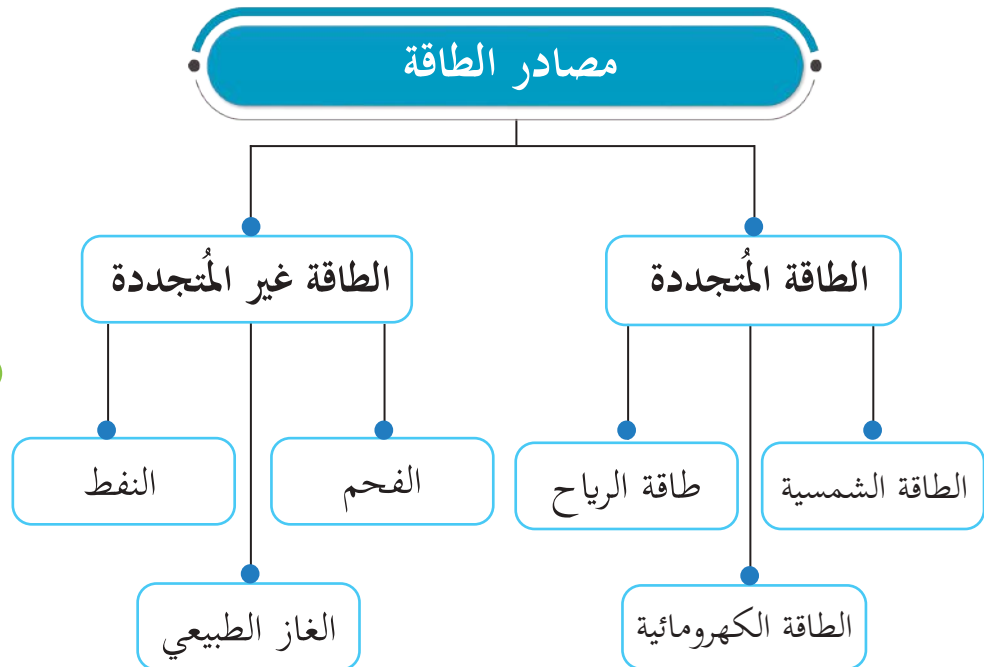 مصادر الطاقة
الطاقة المُتجددة
الطاقة غير المُتجددة
الطاقة الشمسية
طاقة الرياح
الفحم
النفط
الطاقة الكهرومائية
الغاز الطبيعي